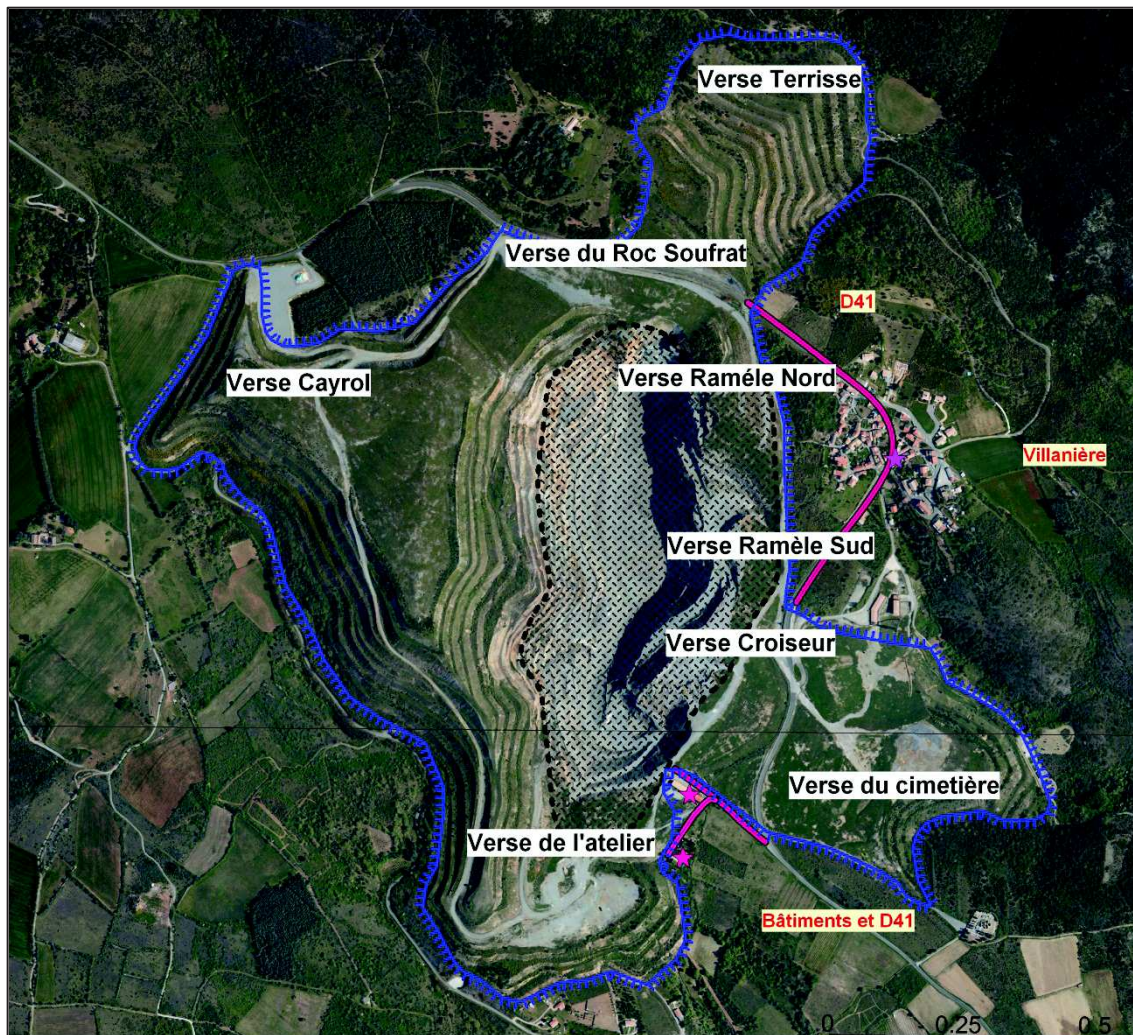 Verse Terrisse
Verse du Roc Soufrat
D41
Verse Cayrol
Verse Raméle Nord
Villanière
Verse Ramèle Sud
Verse Croiseur
Verse du cimetière
Verse de l'atelier
Bâtiments et D41
0 0.25 0.5